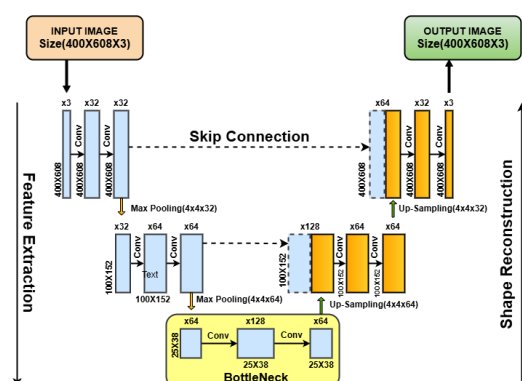 INPUT IMAGE
Size(400X608X3)
OUTPUT IMAGE
Size(400X608X3)
x3
x32
x32
x64
x32
x3
400X608
Conv
400X608
Conv
400X608
Skip Connection
400X608
Conv
400X608
Conv
400X608
Max Pooling(4x4x32)
Up-Sampling(4x4x32)
Feature Extraction
Shape Reconstruction
x32
x64
x64
x128
x64
x64
100X152
Conv
Text
Conv
100X152
100X152
Conv
100X152
Conv
100X152
Max Pooling(4x4x64)
Up-Sampling(4x4x64)
x64
x128
x64
25X38
Conv
Conv
25X38
25X38
BottleNeck